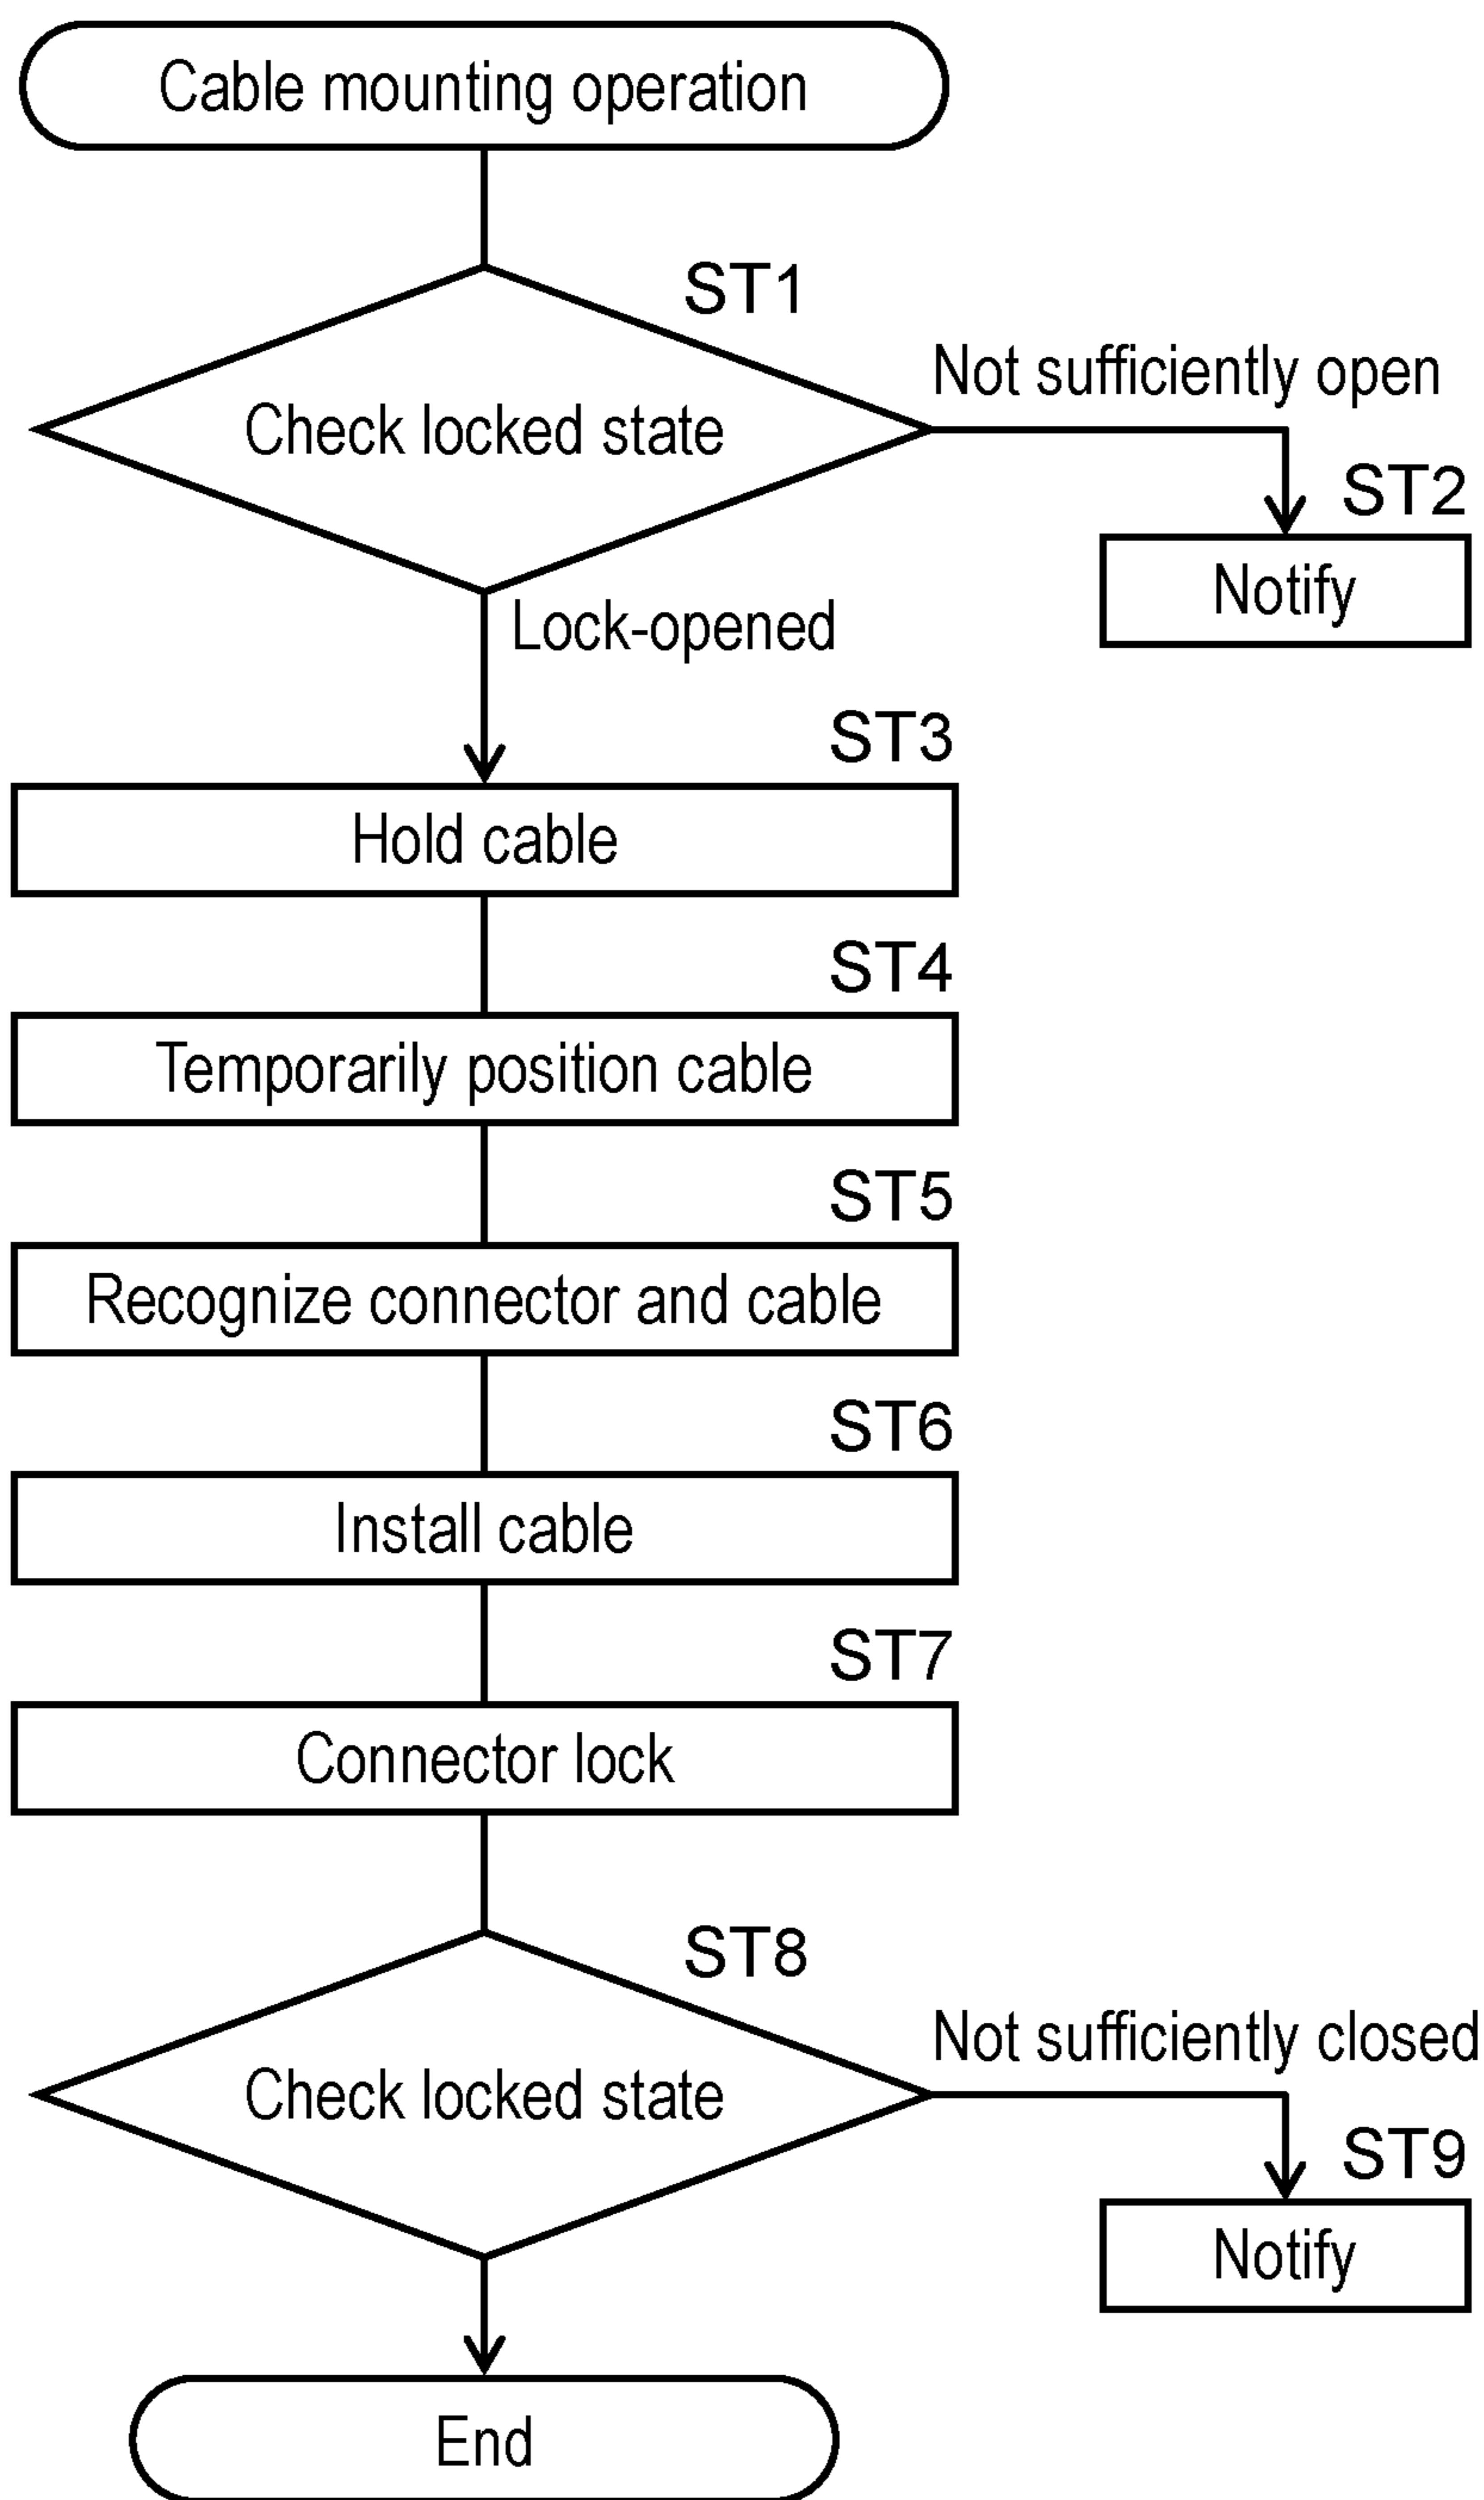 Cable mounting operation
ST1
Check locked state
Not sufficiently open
ST2
Notify
Lock-opened
ST3
Hold cable
ST4
Temporarily position cable
ST5
Recognize connector and cable
ST6
Install cable
ST7
Connector lock
ST8
Check locked state
Not sufficiently closed
ST9
Notify
End